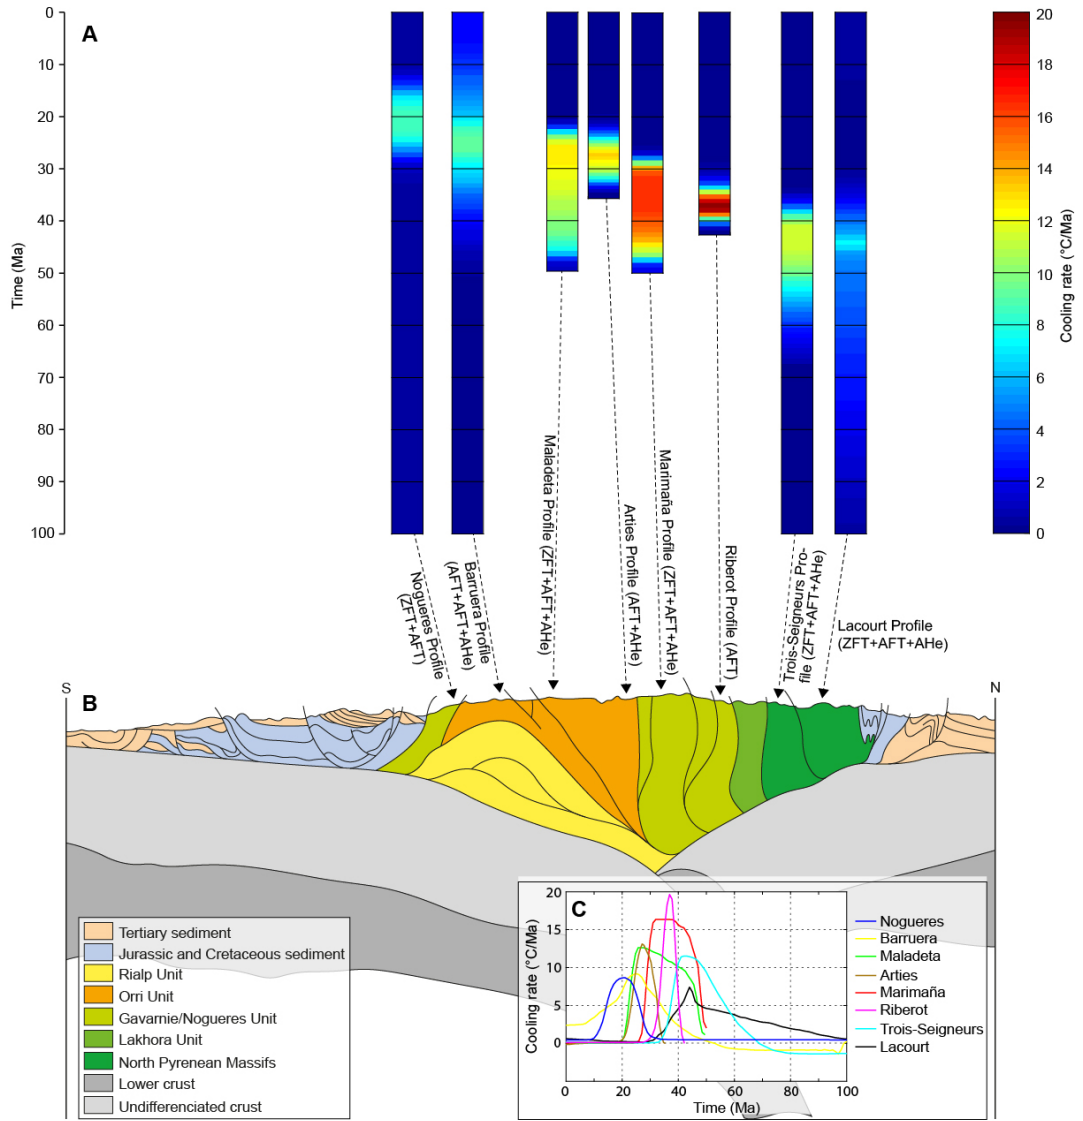 A
0
10
20
30
40
50
60
70
80
90
100
Time (Ma)
20
18
16
14
12
10
8
6
4
2
0
Cooling rate (°C/Ma)
Nogueres Profile
(ZFT+AFT)
Barruera Profile
(AFT+AFT+AHe)
Maladeta Profile (ZFT+AFT+AHe)
Arties Profile (AFT+AHe)
Marimaña Profile (ZFT+AFT+AHe)
Riberot Profile (AFT)
Trois-Seigneurs Pro-
file (ZFT+AFT+AHe)
Lacourt Profile
(ZFT+AFT+AHe)
S
N
B
Tertiary sediment
Jurassic and Cretaceous sediment
Rialp Unit
Orri Unit
Gavarnie/Nogueres Unit
Lakhora Unit
North Pyrenean Massifs
Lower crust
Undifferenciated crust
C
20
15
10
5
0
Cooling rate (°C/Ma)
0
20
40
60
80
100
Time (Ma)
Nogueres
Barruera
Maladeta
Arties
Marimaña
Riberot
Trois-Seigneurs
Lacourt